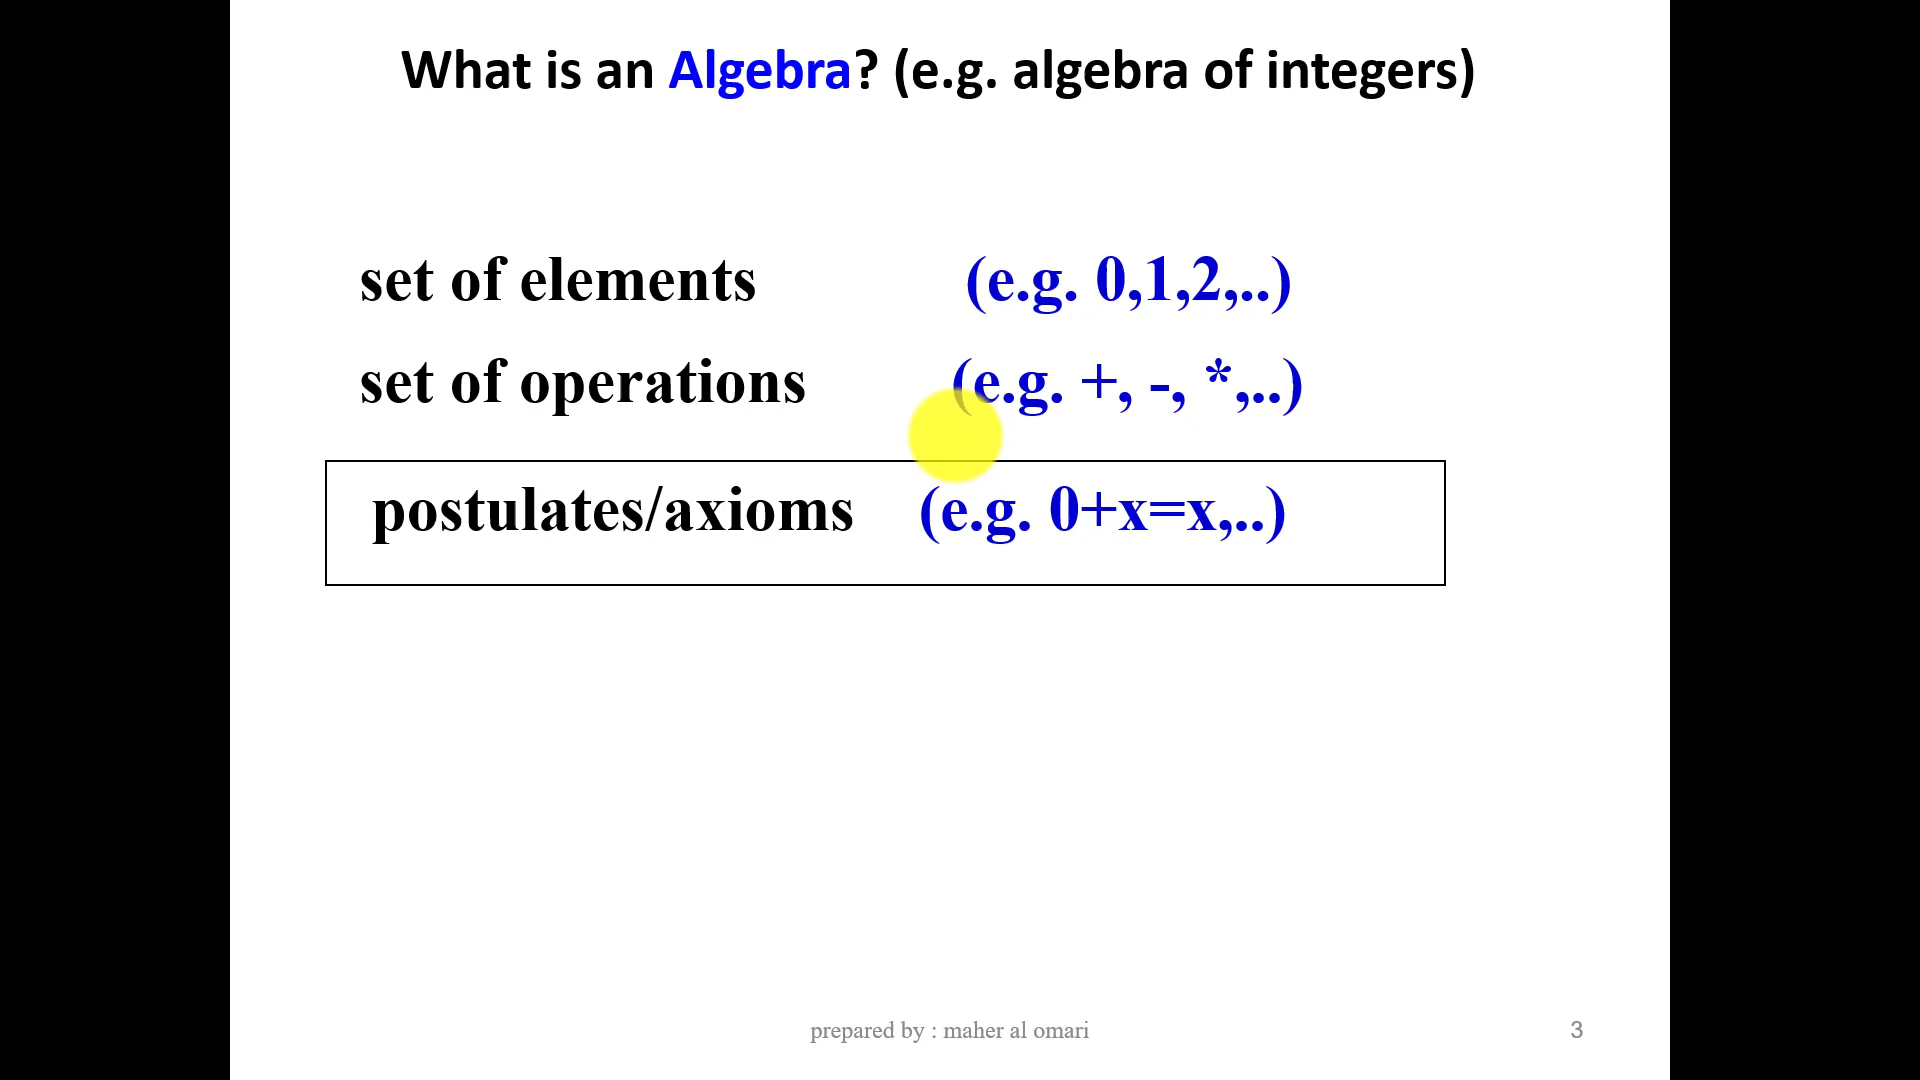 What is an Algebra? (e.g. algebra of integers)
set of elements (e.g. 0,1,2,..)
set of operations (e.g. +, -, *,..)
postulates/axioms (e.g. 0+x=x,..)
prepared by : maher al omari 3